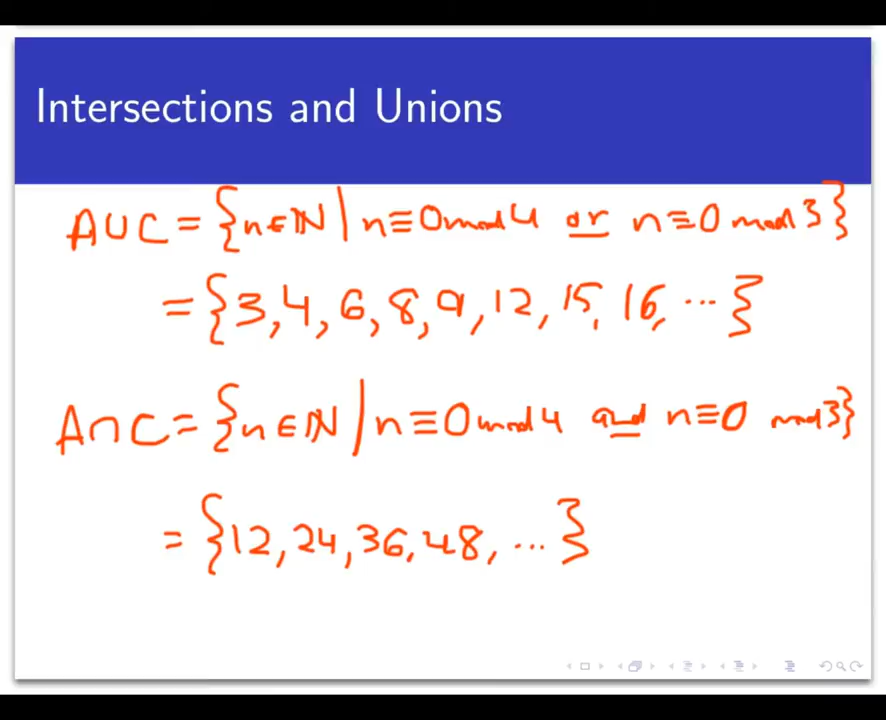 Intersections and Unions
A∪C = {n∈ℕ | n≡0 mod 4 or n≡0 mod 3}
= {3, 4, 6, 8, 9, 12, 15, 16, ... }
A∩C = {n∈ℕ | n≡0 mod 4 and n≡0 mod 3}
= {12, 24, 36, 48, ... }